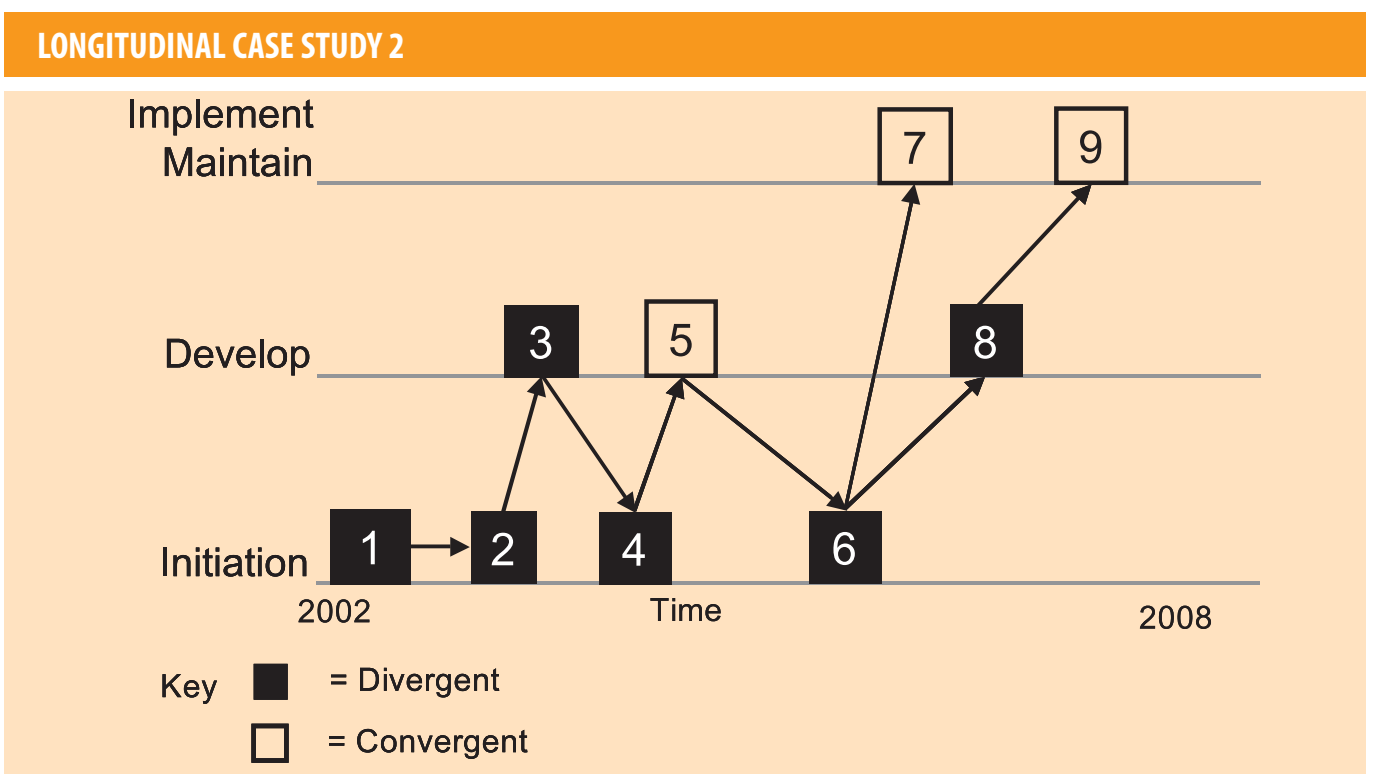 LONGITUDINAL CASE STUDY 2
Implement
Maintain
7
9
Develop
3
5
8
Initiation
1
2
4
6
2002
Time
2008
Key
= Divergent
= Convergent